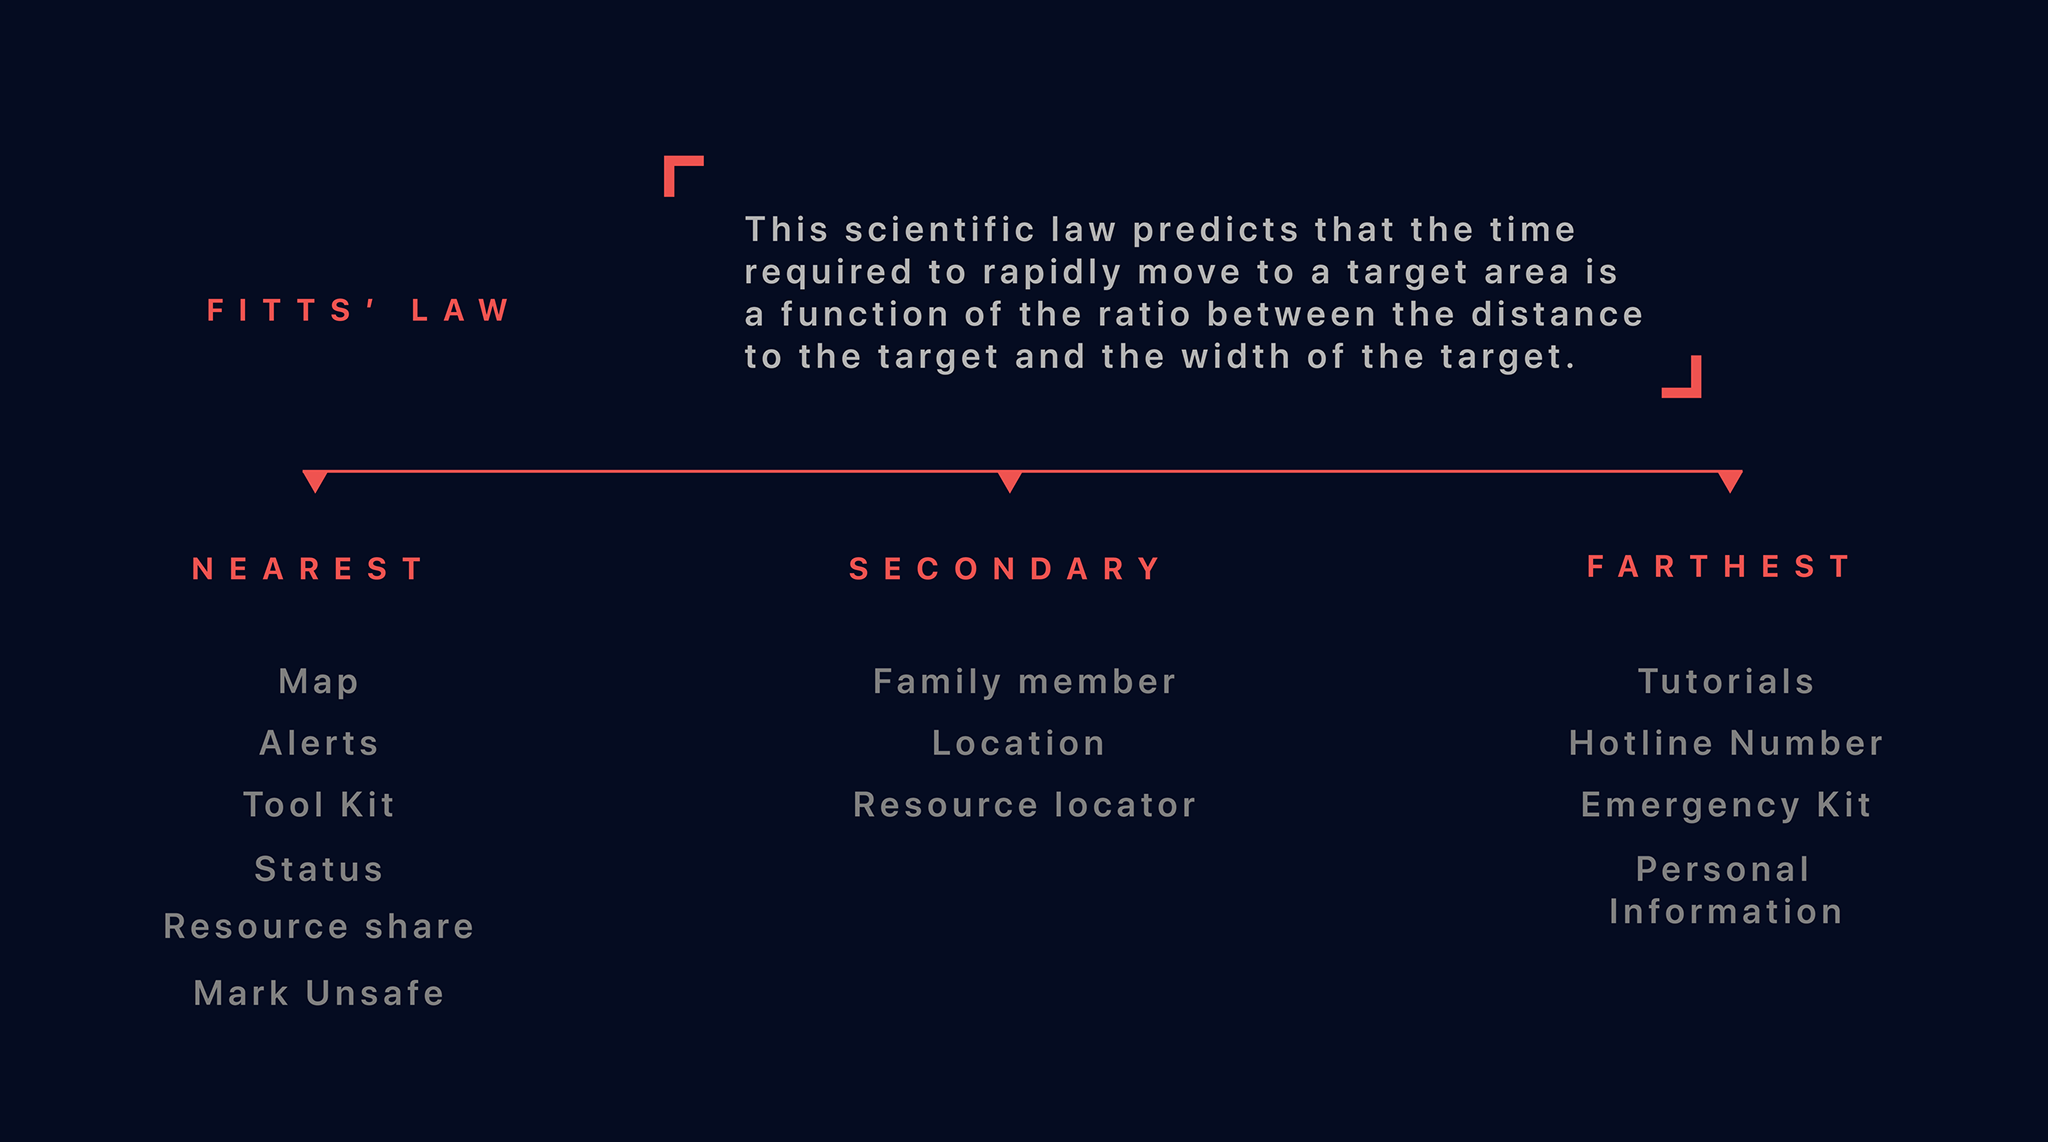 This scientific law predicts that the time
required to rapidly move to a target area is
FITTS’ LAW
a function of the ratio between the distance
to the target and the width of the target.
NEAREST
SECONDARY
FARTHEST
Map
Alerts
Tool Kit
Status
Resource share
Mark Unsafe
Family member
Location
Resource locator
Tutorials
Hotline Number
Emergency Kit
Personal
Information